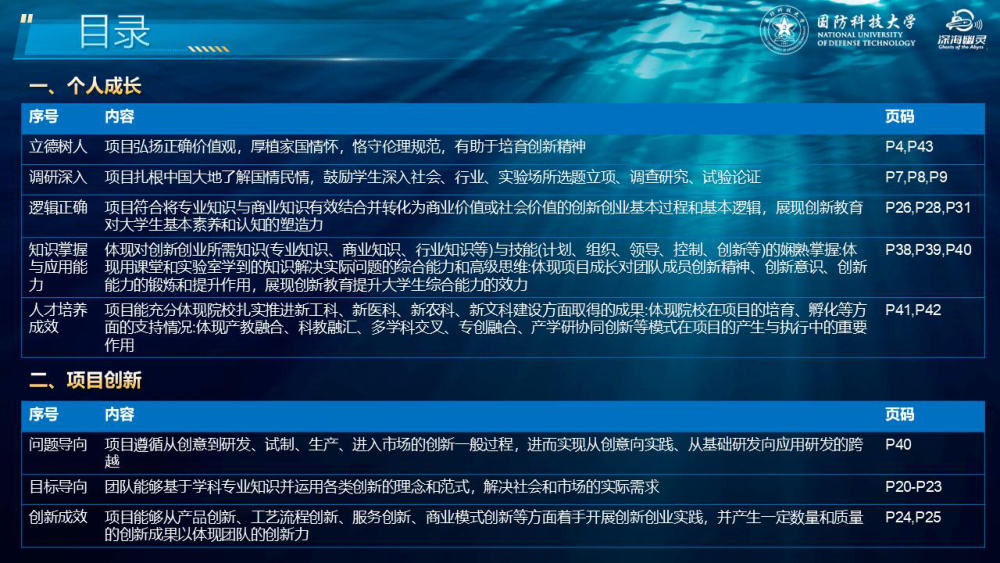 目录
国防科技大学
NATIONAL UNIVERSITY
OF DEFENSE TECHNOLOGY
深海幽灵
Ghosts of the Abyss
一、个人成长
序号 内容 页码
立德树人 项目弘扬正确价值观，厚植家国情怀，恪守伦理规范，有助于培育创新精神 P4,P43
调研深入 项目扎根中国大地了解国情民情，鼓励学生深入社会、行业、实验场所选题立项、调查研究、试验论证 P7,P8,P9
逻辑正确 项目符合将专业知识与商业知识有效结合并转化为商业价值或社会价值的创新创业基本过程和基本逻辑，展现创新教育 P26,P28,P31
对大学生基本素养和认知的塑造力
知识掌握 体现对创新创业所需知识(专业知识、商业知识、行业知识等)与技能(计划、组织、领导、控制、创新等)的娴熟掌握:体 P38,P39,P40
与应用能 现用课堂和实验室学到的知识解决实际问题的综合能力和高级思维:体现项目成长对团队成员创新精神、创新意识、创新
力 能力的锻炼和提升作用，展现创新教育提升大学生综合能力的效力
人才培养 项目能充分体现院校扎实推进新工科、新医科、新农科、新文科建设方面取得的成果:体现院校在项目的培育、孵化等方 P41,P42
成效 面的支持情况:体现产教融合、科教融汇、多学科交叉、专创融合、产学研协同创新等模式在项目的产生与执行中的重要
作用
二、项目创新
序号 内容 页码
问题导向 项目遵循从创意到研发、试制、生产、进入市场的创新一般过程，进而实现从创意向实践、从基础研发向应用研发的跨 P40
越
目标导向 团队能够基于学科专业知识并运用各类创新的理念和范式，解决社会和市场的实际需求 P20-P23
创新成效 项目能够从产品创新、工艺流程创新、服务创新、商业模式创新等方面着手开展创新创业实践，并产生一定数量和质量 P24,P25
的创新成果以体现团队的创新力